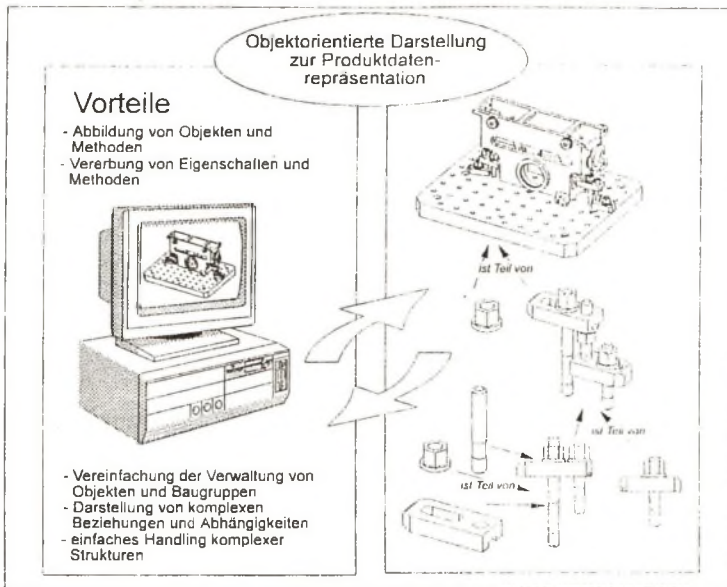 Objektorientierte Darstellung
zur Produktdaten-
repräsentation
Vorteile
- Abbildung von Objekten und
Methoden
- Vererbung von Eigenschaften und
Methoden
- Vereinfachung der Verwaltung von
Objekten und Baugruppen
- Darstellung von komplexen
Beziehungen und Abhängigkeiten
- einfaches Handling komplexer
Strukturen
ist Teil von
ist Teil von
ist Teil von